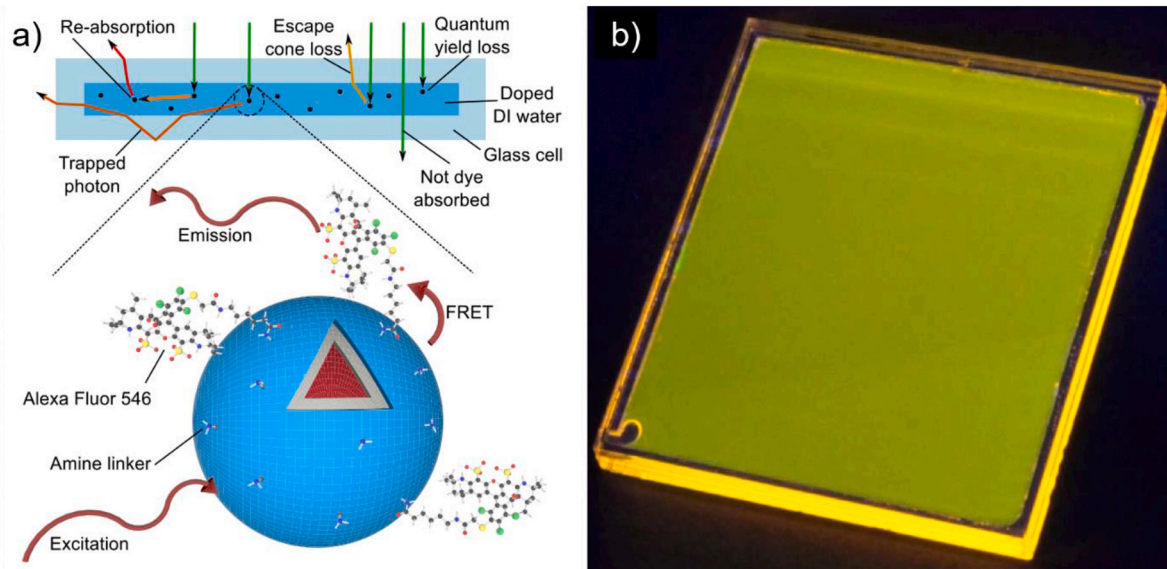 a)
Re-absorption
Escape
cone loss
Quantum
yield loss
Doped
DI water
Glass cell
Trapped
photon
Not dye
absorbed
Emission
FRET
Alexa Fluor 546
Amine linker
Excitation
b)